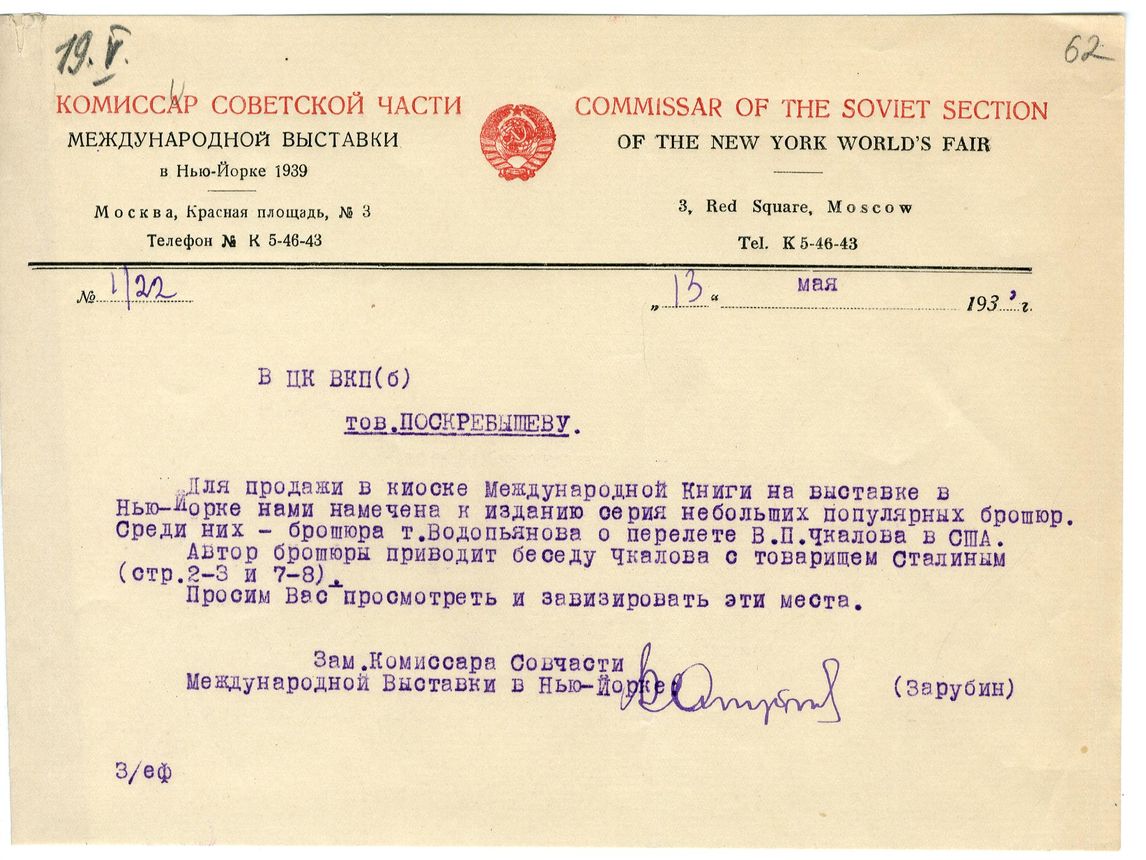 19.V.
62
КОМИССАР СОВЕТСКОЙ ЧАСТИ
МЕЖДУНАРОДНОЙ ВЫСТАВКИ
в Нью-Йорке 1939
Москва, Красная площадь, № 3
Телефон № К 5-46-43
COMMISSAR OF THE SOVIET SECTION
OF THE NEW YORK WORLD'S FAIR
3, Red Square, Moscow
Tel. K 5-46-43
№ 1/22
„13“ мая 193 г.
В ЦК ВКП(б)
тов.ПОСКРЕБЫШЕВУ.
Для продажи в киоске Международной Книги на выставке в
Нью-Йорке нами намечена к изданию серия небольших популярных брошюр.
Среди них - брошюра т.Водопьянова о перелете В.П.Чкалова в США.
Автор брошюры приводит беседу Чкалова с товарищем Сталиным
(стр.2-3 и 7-8).
Просим Вас просмотреть и завизировать эти места.
Зам.Комиссара Совчасти
Международной Выставки в Нью-Йорке: (Зарубин)
З/еф